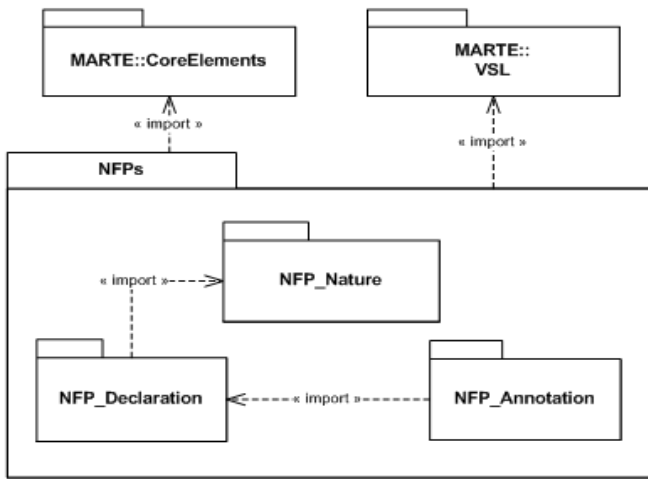 MARTE::CoreElements
MARTE::
VSL
« import »
« import »
NFPs
NFP_Nature
« import »
NFP_Declaration
« import »
NFP_Annotation